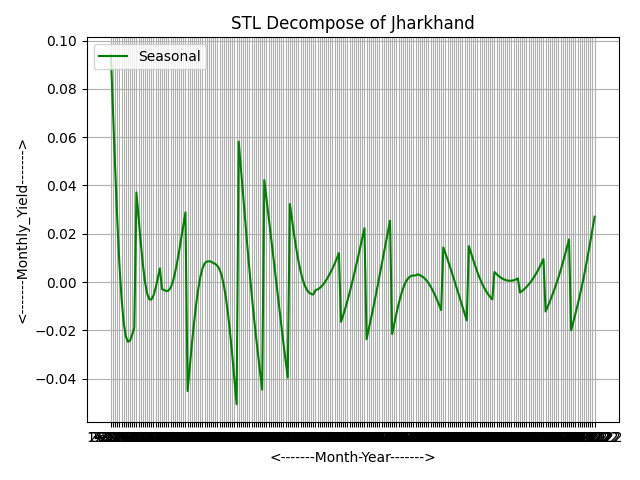 STL Decompose of Jharkhand
Seasonal
0.10
0.08
0.06
0.04
0.02
0.00
−0.02
−0.04
<------Monthly_Yield------->
<-------Month-Year------->